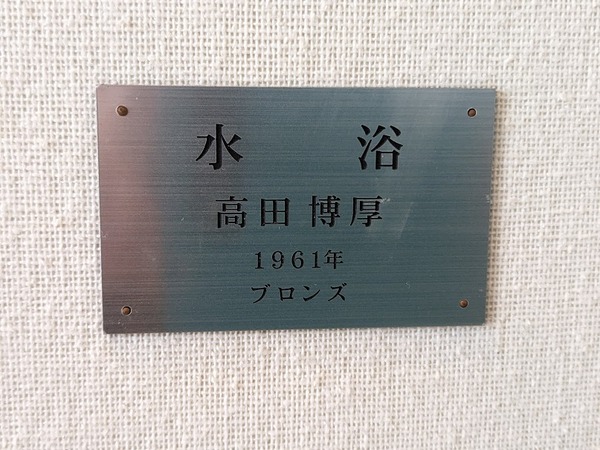 水 浴
高田 博厚
1961年
ブロンズ